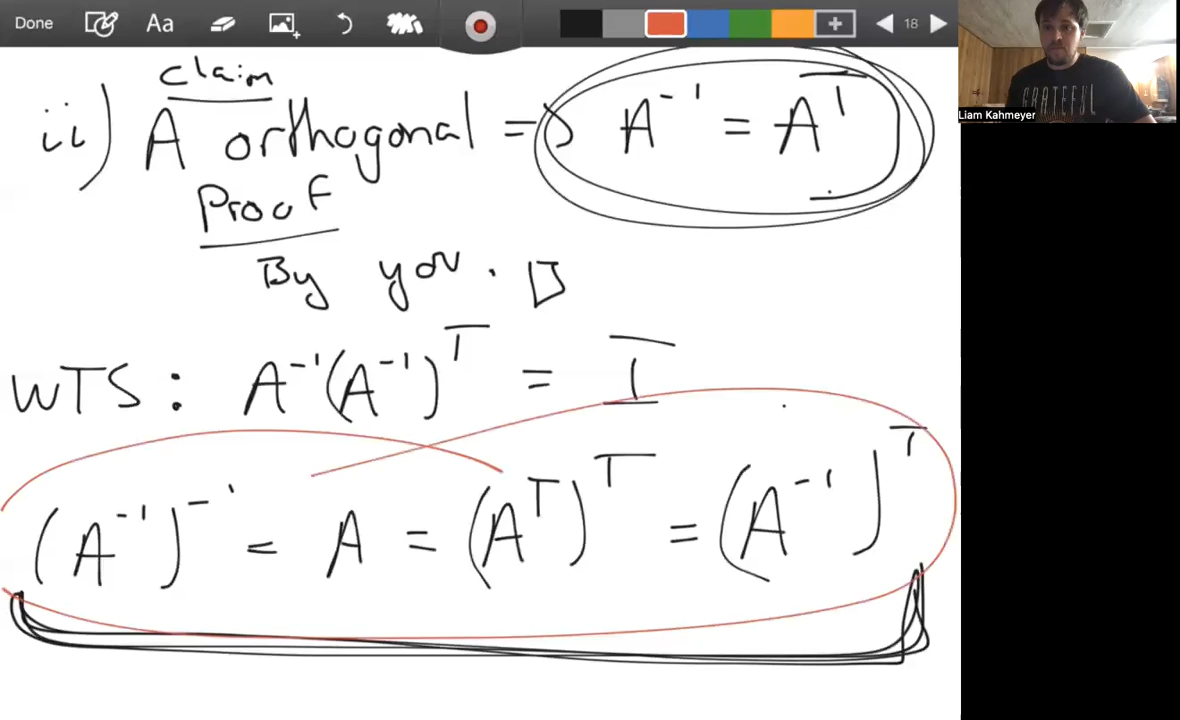 Done Aa 18
claim
ii) A orthogonal => A⁻¹ = Aᵀ
Proof
By you. □
WTS: A⁻¹(A⁻¹)ᵀ = I
(A⁻¹)⁻¹ = A = (Aᵀ)ᵀ = (A⁻¹)ᵀ
GRATEFUL
Liam Kahmeyer